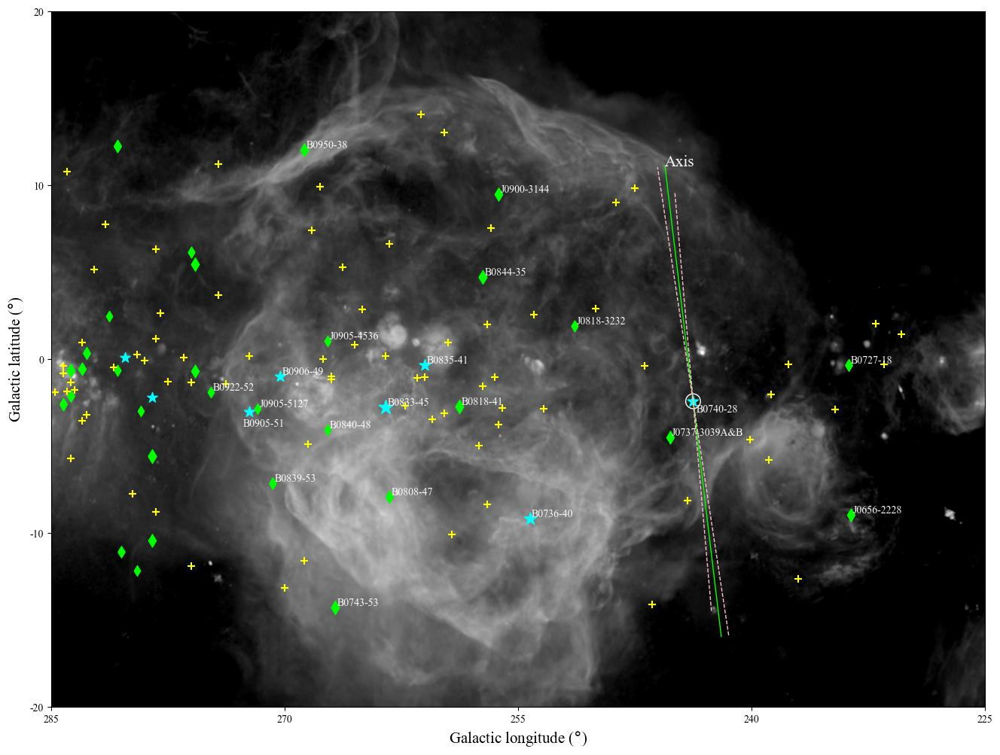 20
Axis
B0950-38
10
J0900-3144
B0844-35
J0818-3232
J0905-4536
0
B0835-41
B0727-18
B0906-49
B0922-52
B0833-45
B0818-41
J0905-5127
B0740-28
B0905-51
B0840-48
J0737-3039A&B
B0839-53
B0808-47
B0736-40
J0656-2228
-10
B0743-53
-20
285
270
255
240
225
Galactic longitude (°)
Galactic latitude (°)